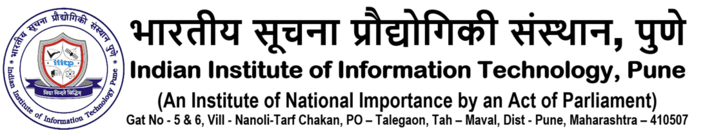 भारतीय सूचना प्रौद्योगिकी संस्थान, पुणे
Indian Institute of Information Technology, Pune
(An Institute of National Importance by an Act of Parliament)
Gat No - 5 & 6, Vill - Nanoli-Tarf Chakan, PO – Talegaon, Tah – Maval, Dist - Pune, Maharashtra – 410507
भारतीय सूचना प्रौद्योगिकी संस्थान पुणे
Indian Institute of Information Technology Pune
iiitp